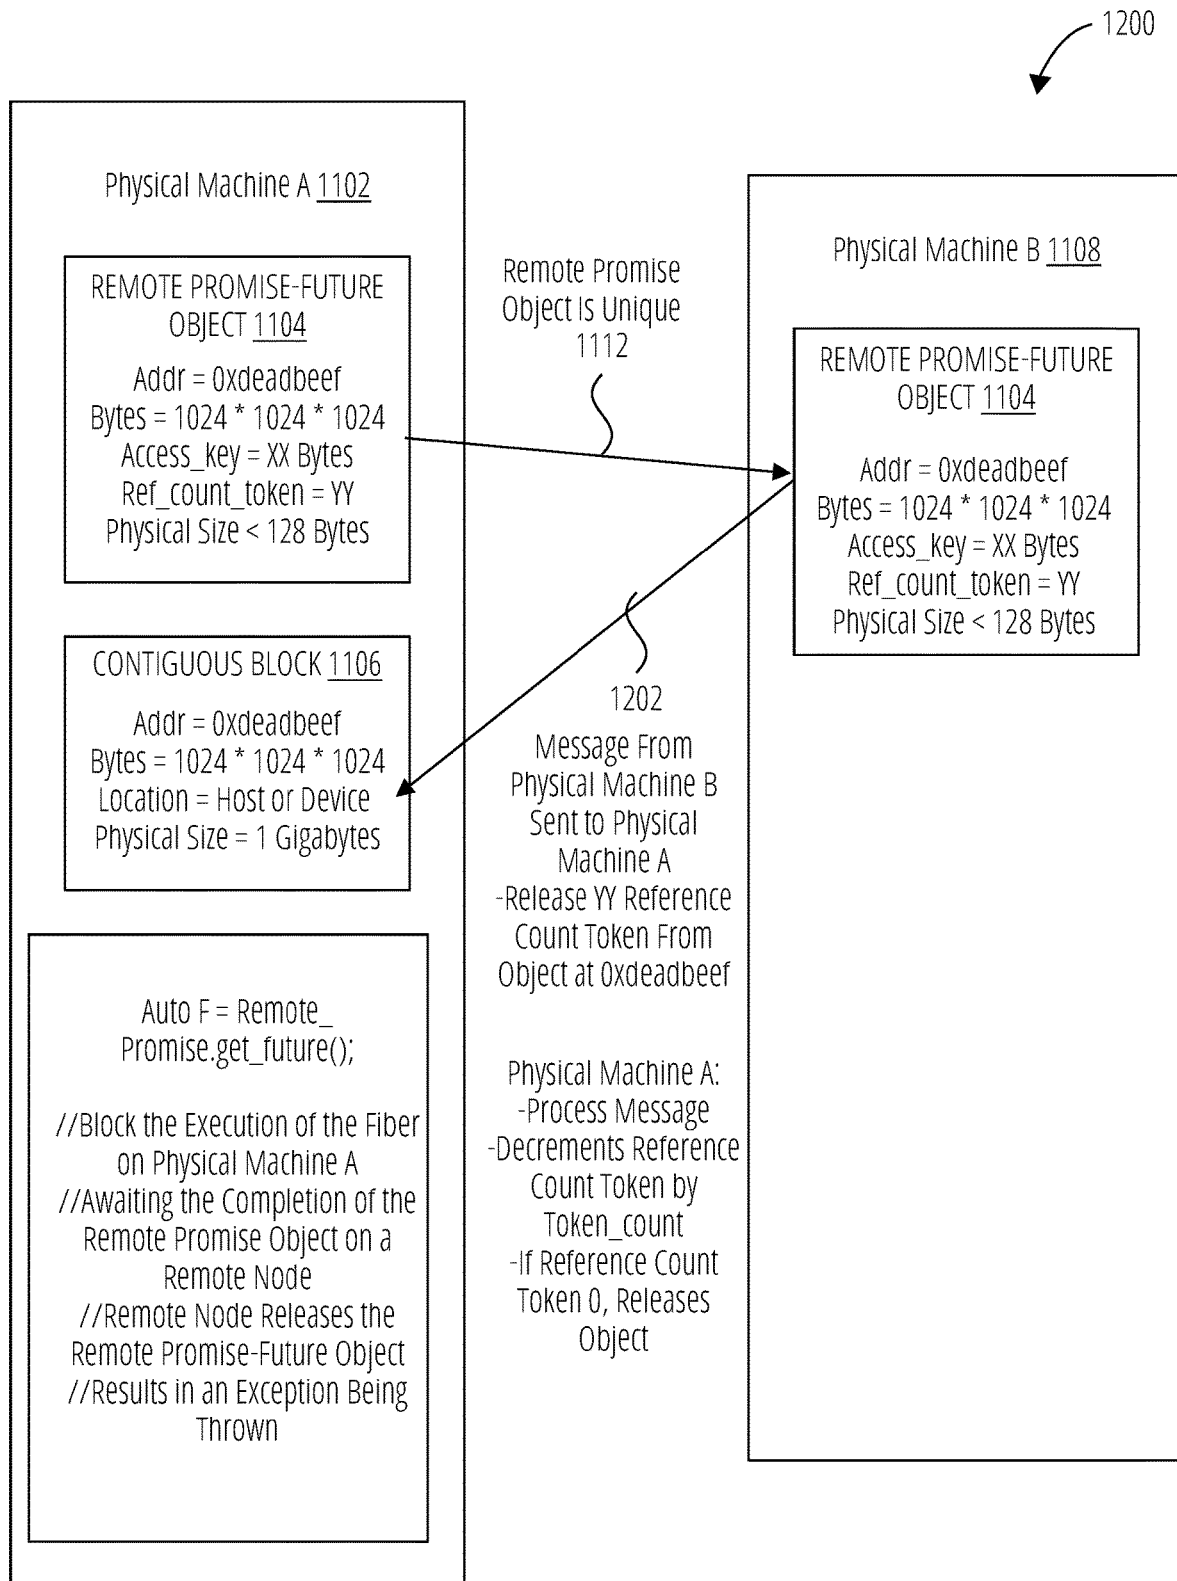 1200
Physical Machine A 1102
REMOTE PROMISE-FUTURE
OBJECT 1104
Addr = 0xdeadbeef
Bytes = 1024 * 1024 * 1024
Access_key = XX Bytes
Ref_count_token = YY
Physical Size < 128 Bytes
CONTIGUOUS BLOCK 1106
Addr = 0xdeadbeef
Bytes = 1024 * 1024 * 1024
Location = Host or Device
Physical Size = 1 Gigabytes
Auto F = Remote_
Promise.get_future();
//Block the Execution of the Fiber
on Physical Machine A
//Awaiting the Completion of the
Remote Promise Object on a
Remote Node
//Remote Node Releases the
Remote Promise-Future Object
//Results in an Exception Being
Thrown
Remote Promise
Object Is Unique
1112
1202
Message From
Physical Machine B
Sent to Physical
Machine A
-Release YY Reference
Count Token From
Object at 0xdeadbeef
Physical Machine A:
-Process Message
-Decrements Reference
Count Token by
Token_count
-If Reference Count
Token 0, Releases
Object
Physical Machine B 1108
REMOTE PROMISE-FUTURE
OBJECT 1104
Addr = 0xdeadbeef
Bytes = 1024 * 1024 * 1024
Access_key = XX Bytes
Ref_count_token = YY
Physical Size < 128 Bytes